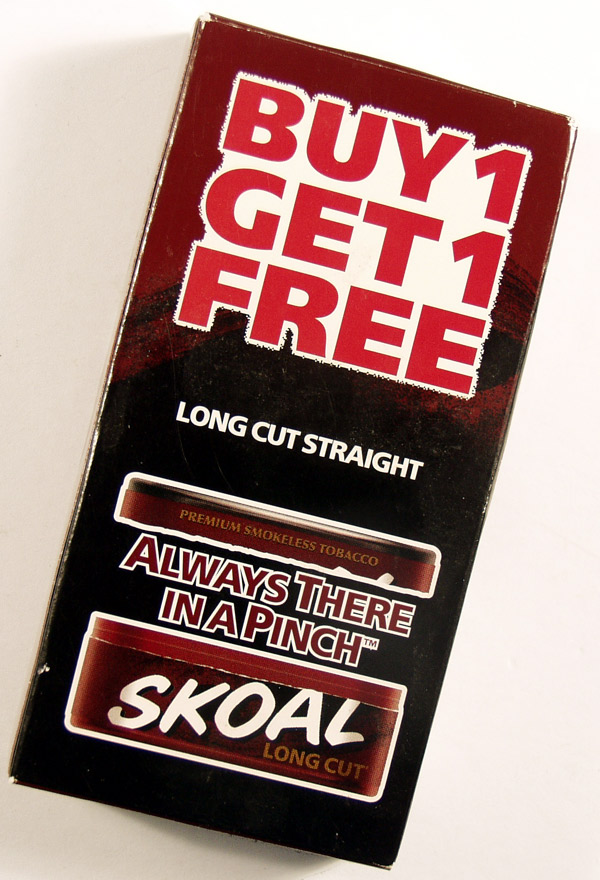 BUY 1
GET 1
FREE
LONG CUT STRAIGHT
PREMIUM SMOKELESS TOBACCO
ALWAYS THERE
IN A PINCH™
SKOAL
LONG CUT